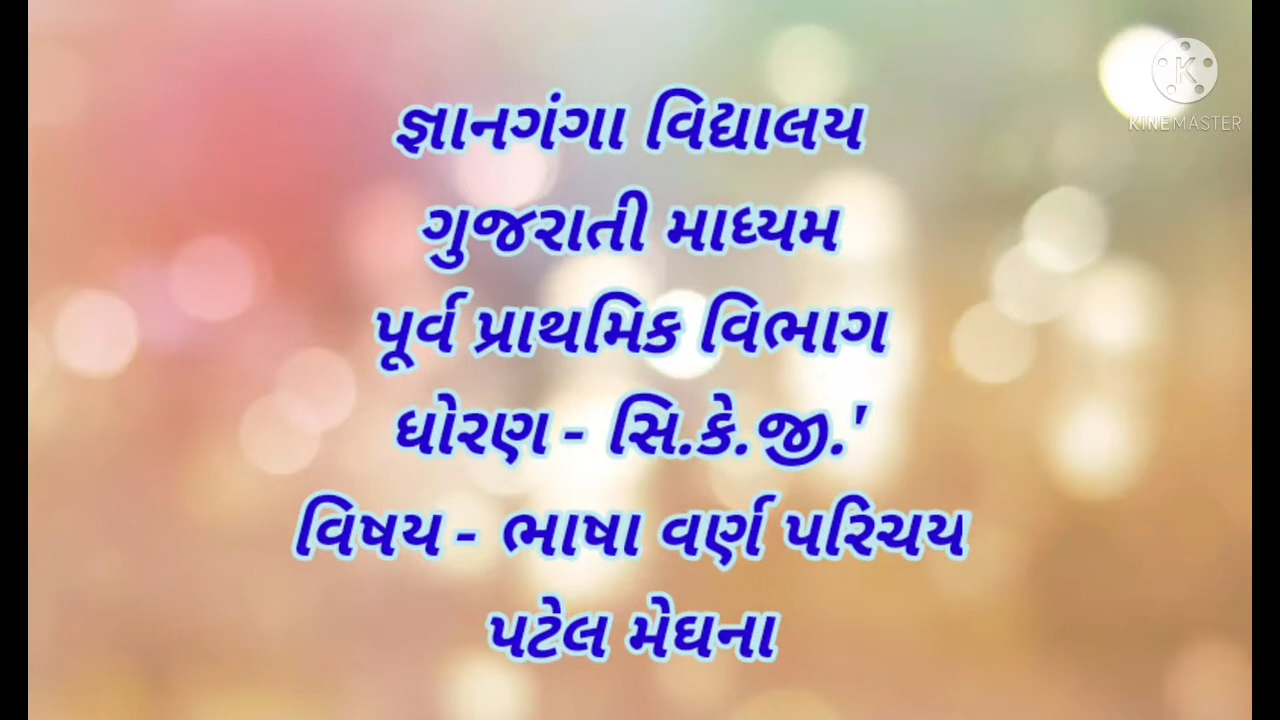 જ્ઞાનગંગા વિદ્યાલય
ગુજરાતી માધ્યમ
પૂર્વ પ્રાથમિક વિભાગ
ધોરણ - સિ.કે.જી.'
વિષય - ભાષા વર્ણ પરિચય
પટેલ મેઘના
K
KINEMASTER